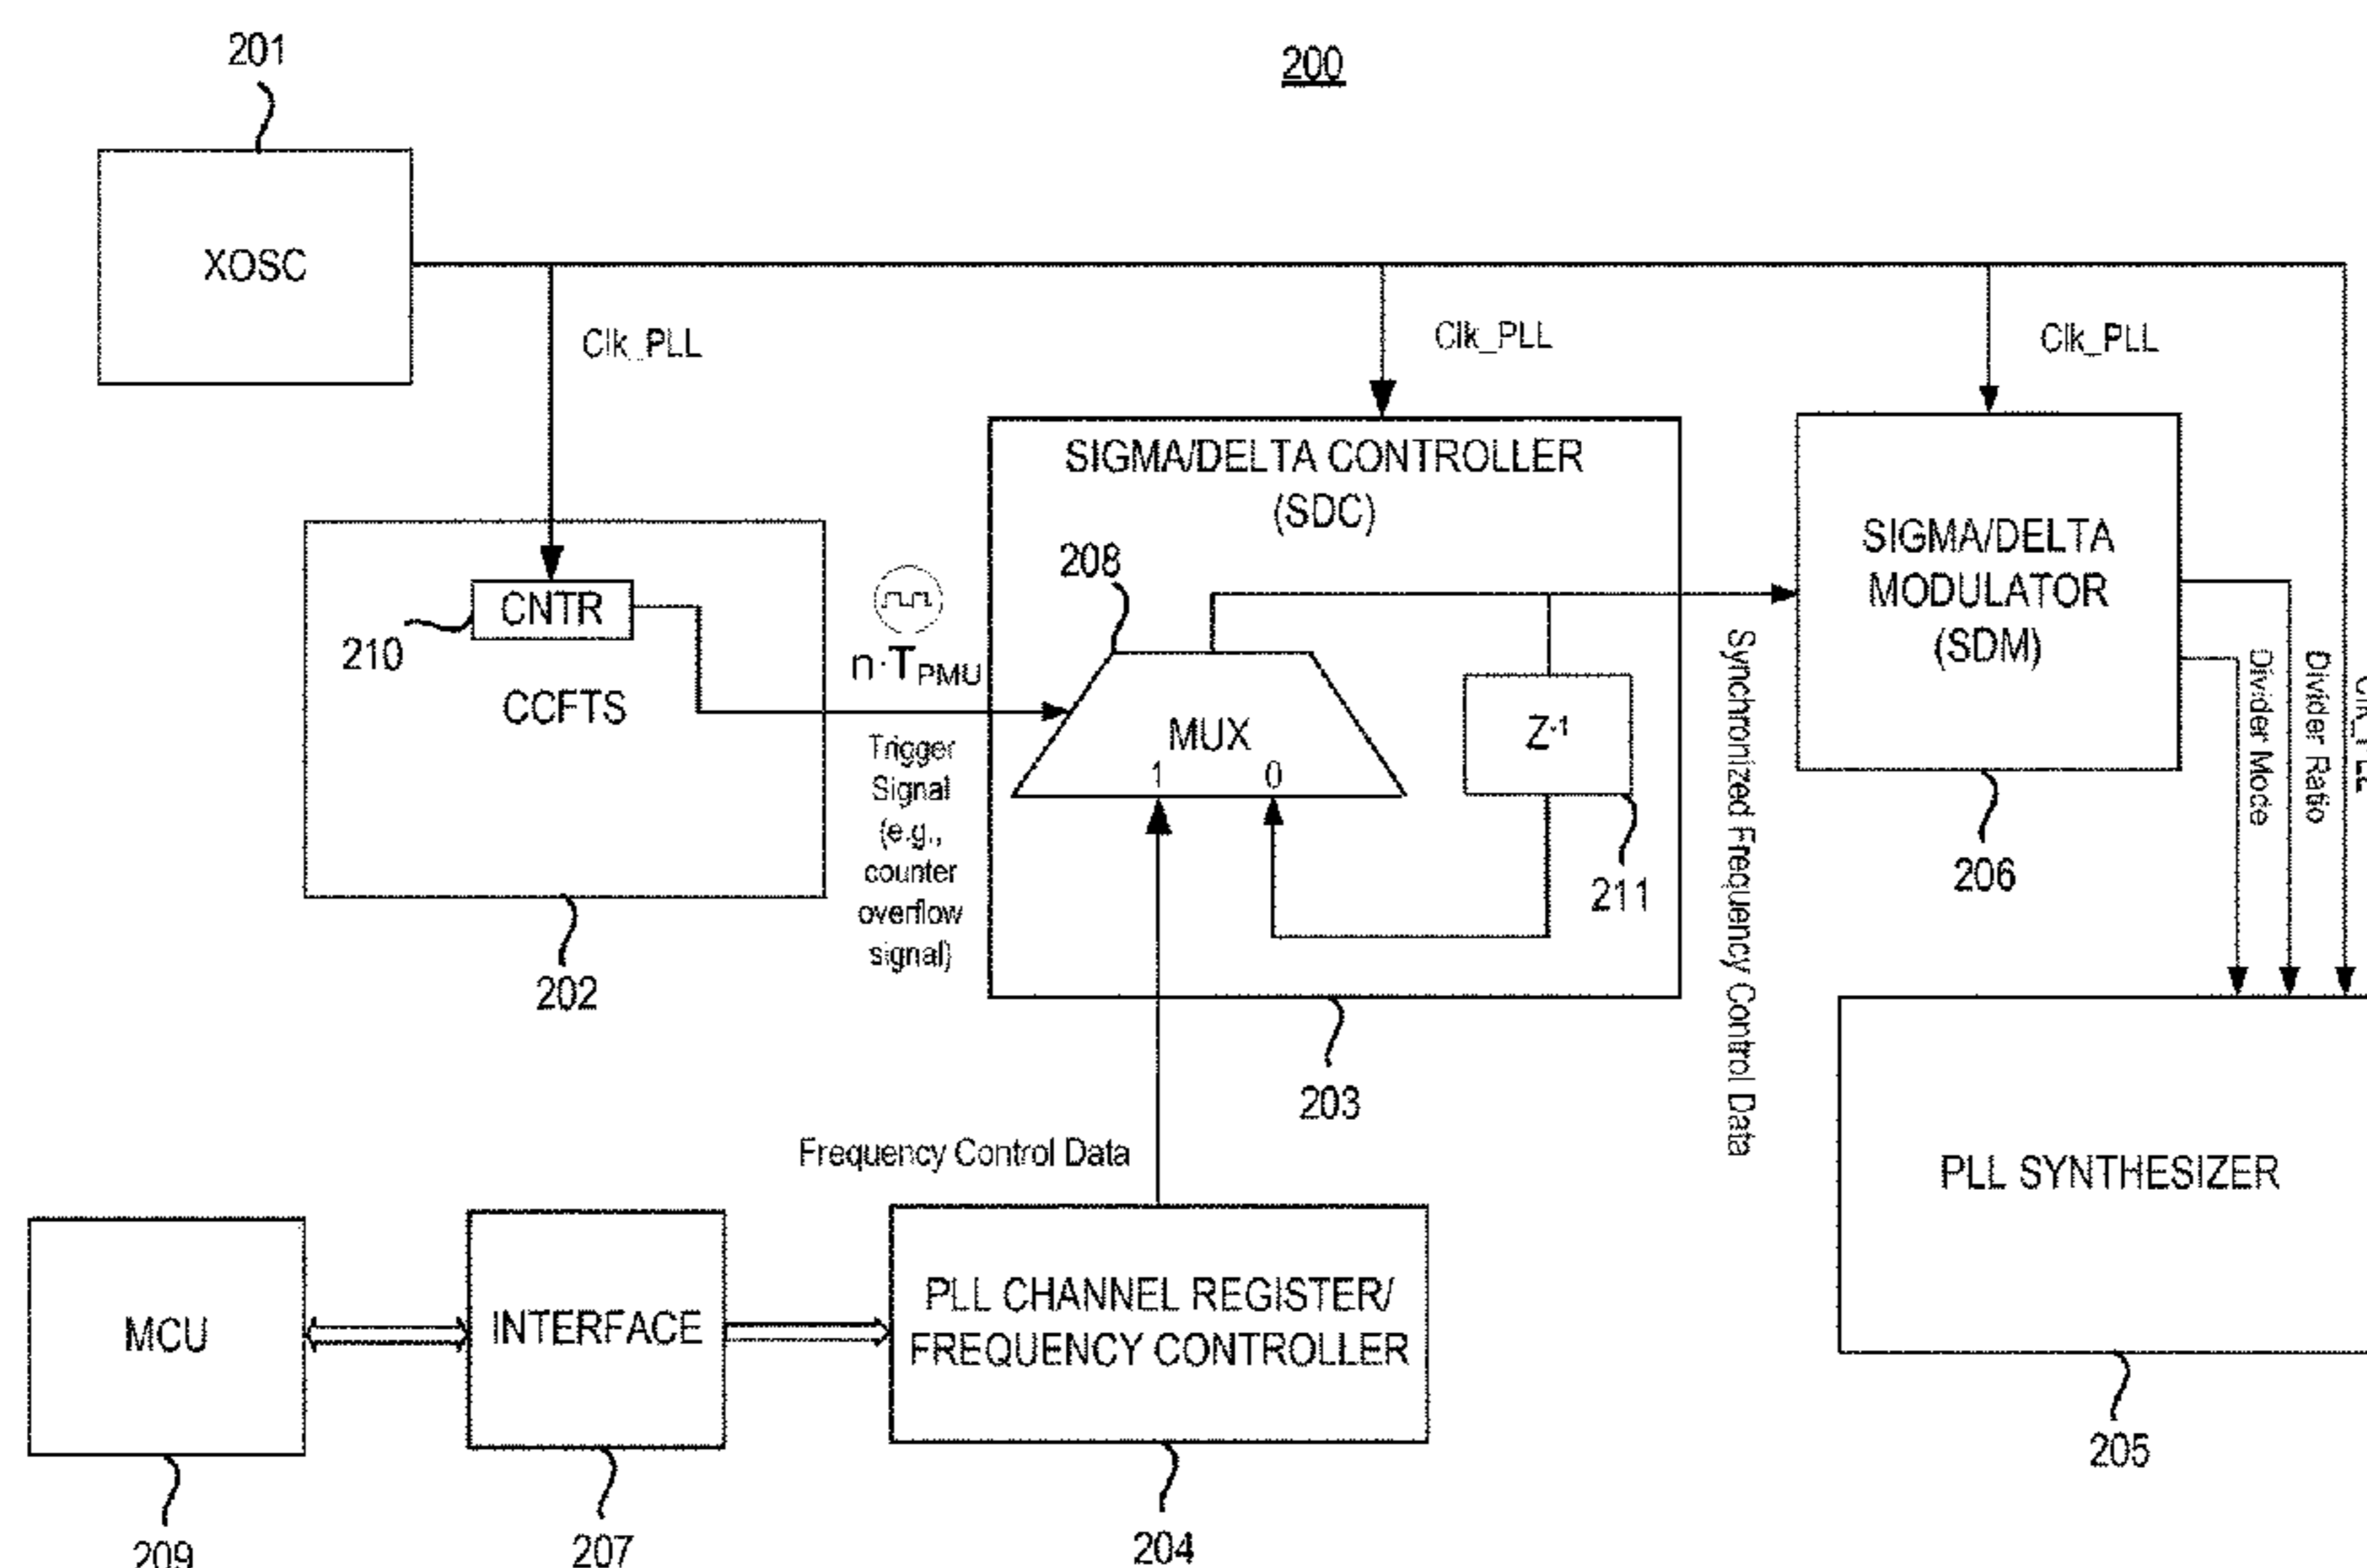 201
200
XOSC
Clk_PLL
Clk_PLL
Clk_PLL
Clk_PLL
SIGMA/DELTA CONTROLLER
(SDC)
208
CNTR
210
CCFTS
n·TPMU
Trigger
Signal
(e.g.,
counter
overflow
signal)
MUX
1 0
Z-1
211
SIGMA/DELTA
MODULATOR
(SDM)
206
Divider Mode
Divider Ratio
Synchronized Frequency Control Data
202
203
Frequency Control Data
PLL SYNTHESIZER
205
MCU
INTERFACE
PLL CHANNEL REGISTER/
FREQUENCY CONTROLLER
209
207
204